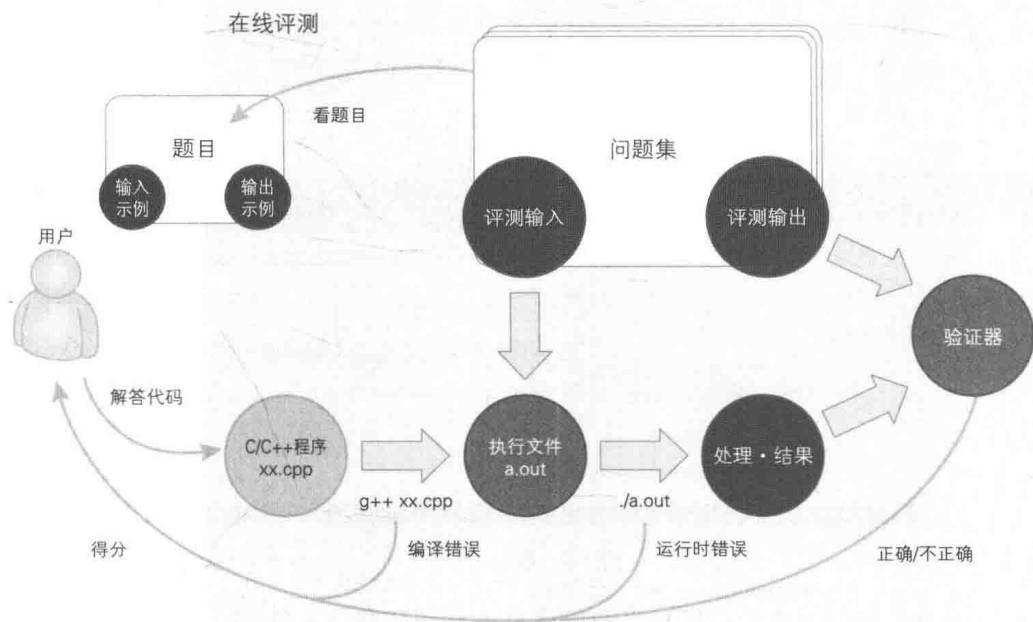 在线评测
看题目
题目
问题集
输入
示例
输出
示例
评测输入
评测输出
用户
验证器
解答代码
C/C++程序
xx.cpp
执行文件
a.out
处理·结果
g++ xx.cpp
./a.out
得分
编译错误
运行时错误
正确/不正确